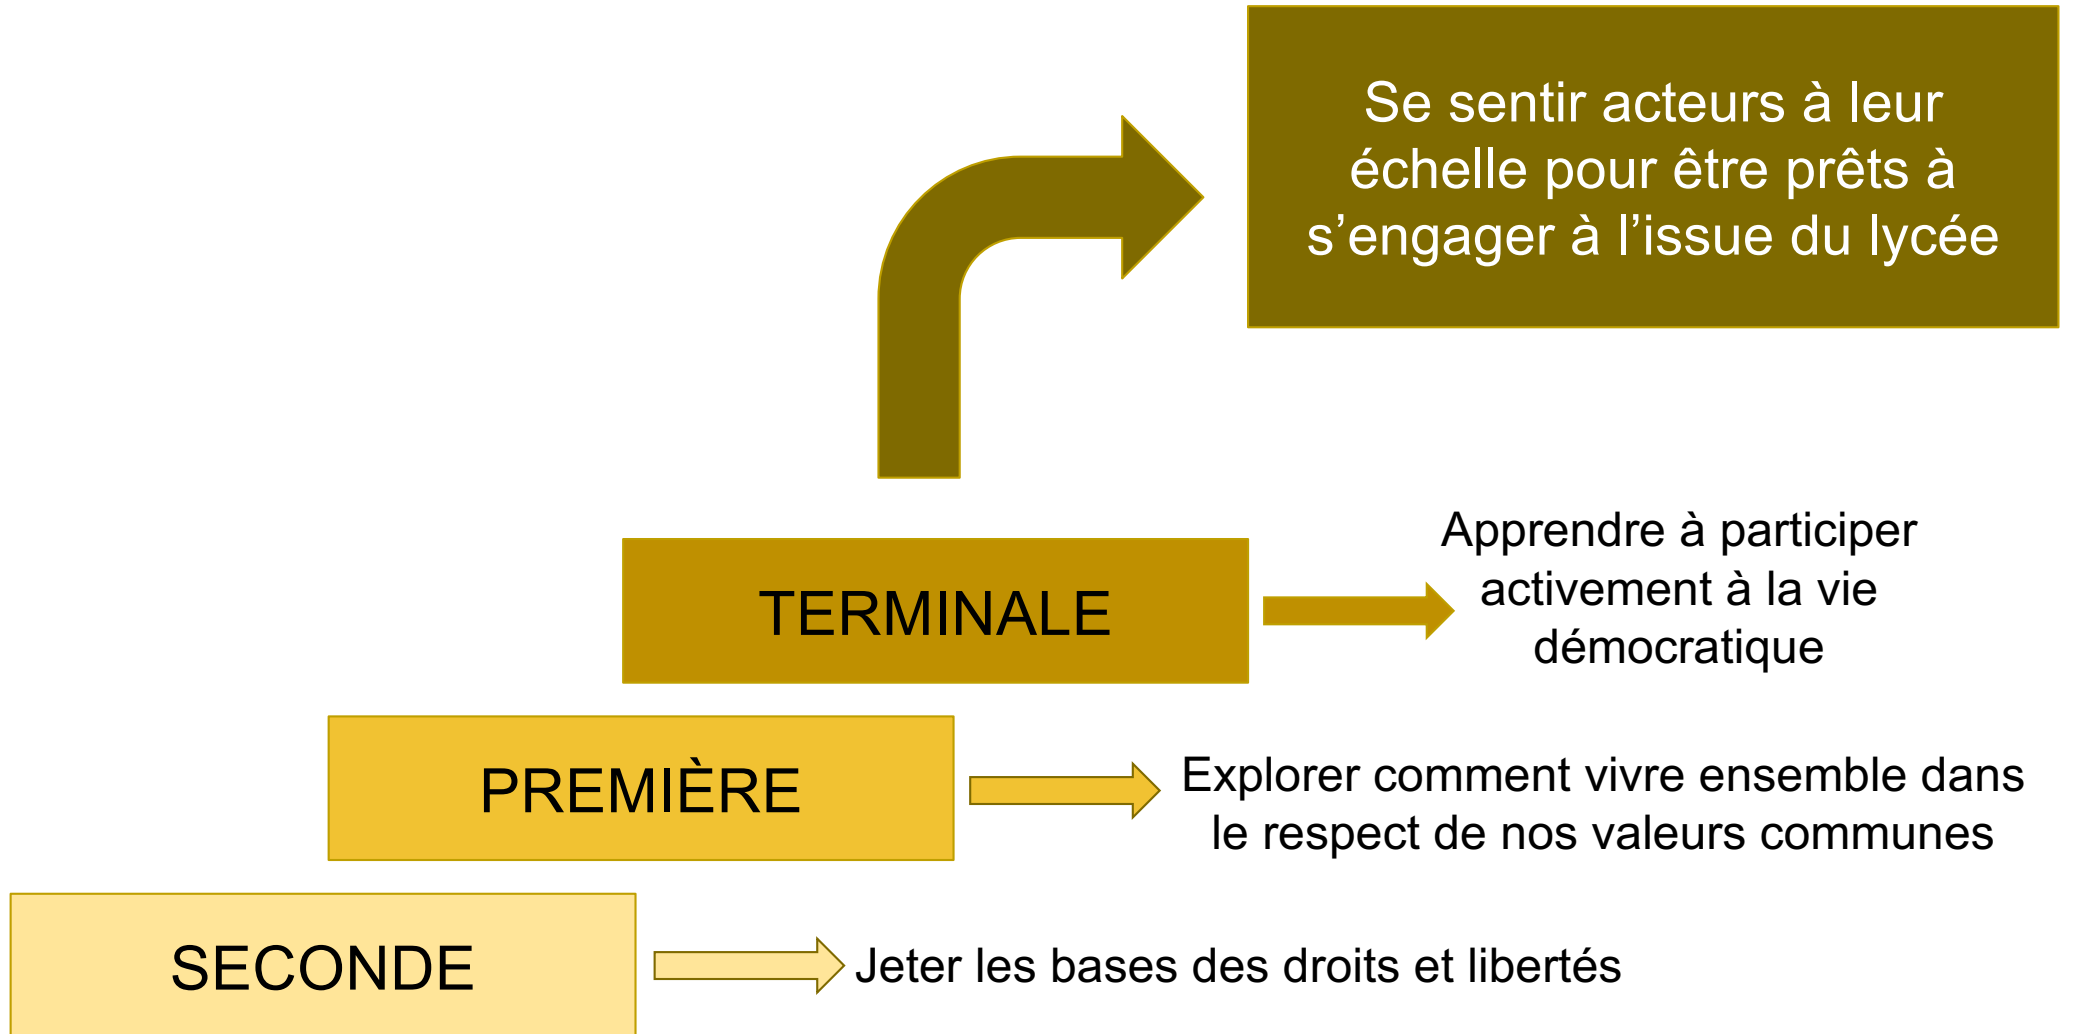 Se sentir acteurs à leur
échelle pour être prêts à
s’engager à l’issue du lycée
TERMINALE
Apprendre à participer
activement à la vie
démocratique
PREMIÈRE
Explorer comment vivre ensemble dans
le respect de nos valeurs communes
SECONDE
Jeter les bases des droits et libertés